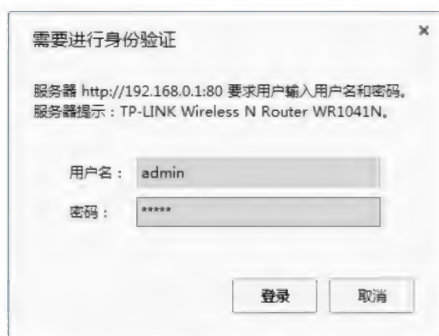 需要进行身份验证
×
服务器 http://192.168.0.1:80 要求用户输入用户名和密码。
服务器提示：TP-LINK Wireless N Router WR1041N。
用户名： admin
密码： *****
登录 取消